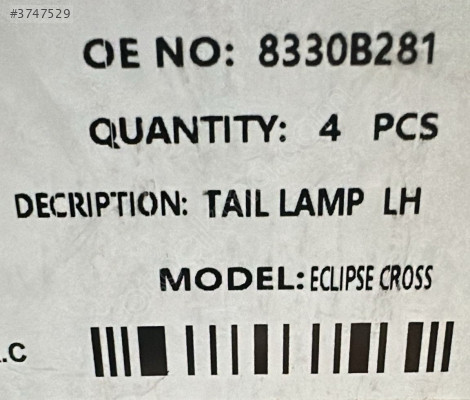 #3747529
OE NO: 8330B281
QUANTITY: 4 PCS
DECRIPTION: TAIL LAMP LH
MODEL: ECLIPSE CROSS
.C